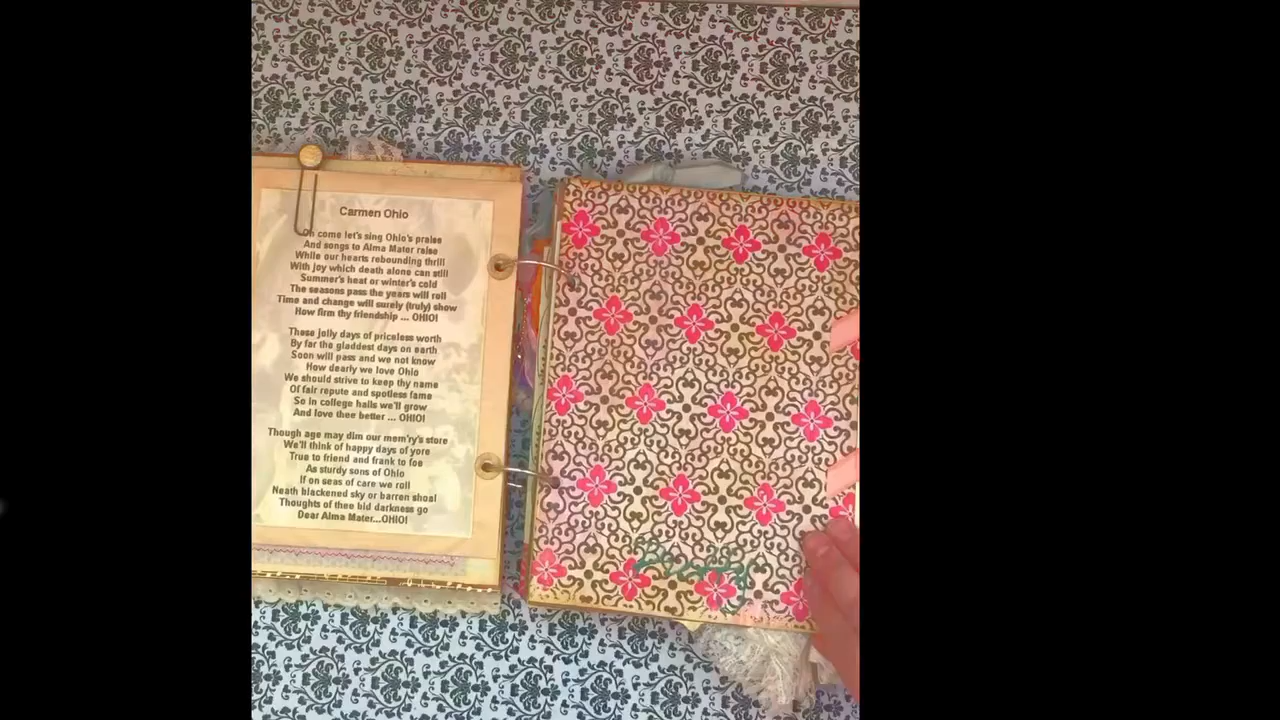 Carmen Ohio
Oh come let's sing Ohio's praise
And songs to Alma Mater raise
While our hearts rebounding thrill
With joy which death alone can still
Summer's heat or winter's cold
The seasons pass the years will roll
Time and change will surely (truly) show
How firm thy friendship ... OHIO!
These jolly days of priceless worth
By far the gladdest days on earth
Soon will pass and we not know
How dearly we love Ohio
We should strive to keep thy name
Of fair repute and spotless fame
So in college halls we'll grow
And love thee better ... OHIO!
Though age may dim our mem'ry's store
We'll think of happy days of yore
True to friend and frank to foe
As sturdy sons of Ohio
If on seas of care we roll
Neath blackened sky or barren shoal
Thoughts of thee bid darkness go
Dear Alma Mater...OHIO!